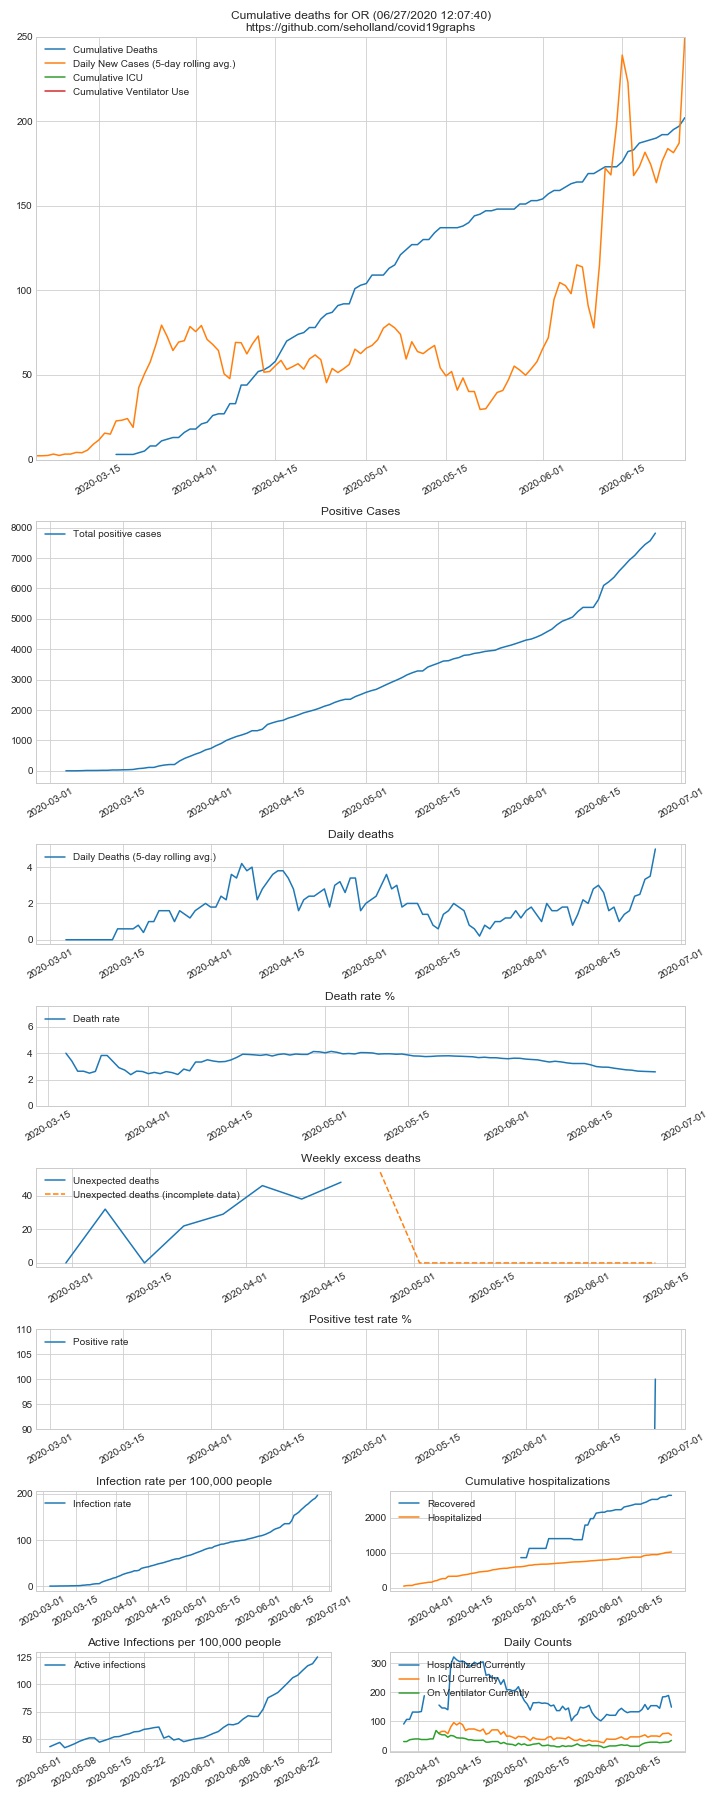 Cumulative deaths for OR (06/27/2020 12:07:40)
https://github.com/seholland/covid19graphs
Cumulative Deaths
Daily New Cases (5-day rolling avg.)
Cumulative ICU
Cumulative Ventilator Use
250
200
150
100
50
0
2020-03-15 2020-04-01 2020-04-15 2020-05-01 2020-05-15 2020-06-01 2020-06-15
Positive Cases
Total positive cases
8000
7000
6000
5000
4000
3000
2000
1000
0
2020-03-01 2020-03-15 2020-04-01 2020-04-15 2020-05-01 2020-05-15 2020-06-01 2020-06-15 2020-07-01
Daily deaths
Daily Deaths (5-day rolling avg.)
4
2
0
2020-03-01 2020-03-15 2020-04-01 2020-04-15 2020-05-01 2020-05-15 2020-06-01 2020-06-15 2020-07-01
Death rate %
Death rate
6
4
2
0
2020-03-15 2020-04-01 2020-04-15 2020-05-01 2020-05-15 2020-06-01 2020-06-15 2020-07-01
Weekly excess deaths
Unexpected deaths
Unexpected deaths (incomplete data)
40
20
0
2020-03-01 2020-03-15 2020-04-01 2020-04-15 2020-05-01 2020-05-15 2020-06-01 2020-06-15
Positive test rate %
Positive rate
110
105
100
95
90
2020-03-01 2020-03-15 2020-04-01 2020-04-15 2020-05-01 2020-05-15 2020-06-01 2020-06-15 2020-07-01
Infection rate per 100,000 people
Infection rate
200
100
0
2020-03-01 2020-03-15 2020-04-01 2020-04-15 2020-05-01 2020-05-15 2020-06-01 2020-06-15 2020-07-01
Cumulative hospitalizations
Recovered
Hospitalized
2000
1000
0
2020-04-01 2020-04-15 2020-05-01 2020-05-15 2020-06-01 2020-06-15
Active Infections per 100,000 people
Active infections
125
100
75
50
2020-05-01 2020-05-08 2020-05-15 2020-05-22 2020-06-01 2020-06-08 2020-06-15 2020-06-22
Daily Counts
Hospitalized Currently
In ICU Currently
On Ventilator Currently
300
200
100
0
2020-04-01 2020-04-15 2020-05-01 2020-05-15 2020-06-01 2020-06-15